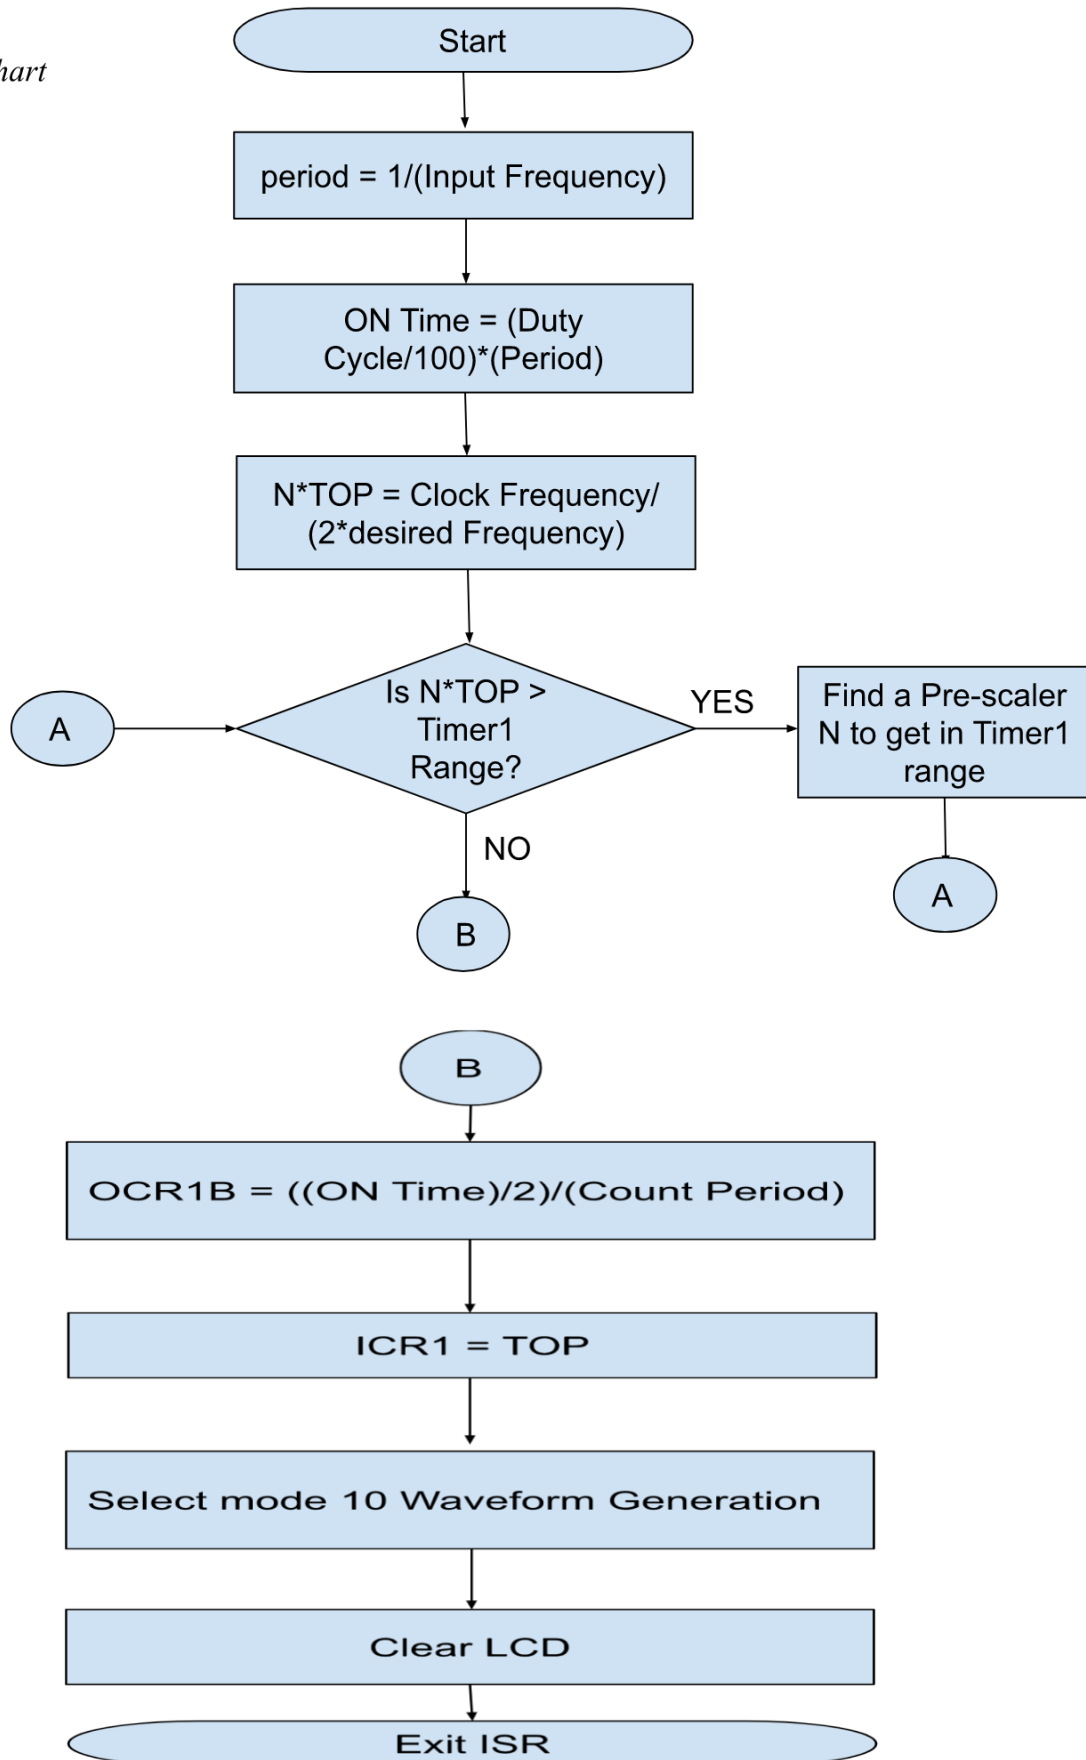 Start
hart
period = 1/(Input Frequency)
ON Time = (Duty
Cycle/100)*(Period)
N*TOP = Clock Frequency/
(2*desired Frequency)
Is N*TOP >
Timer1
Range?
A
YES
Find a Pre-scaler
N to get in Timer1
range
NO
A
B
B
OCR1B = ((ON Time)/2)/(Count Period)
ICR1 = TOP
Select mode 10 Waveform Generation
Clear LCD
Exit ISR